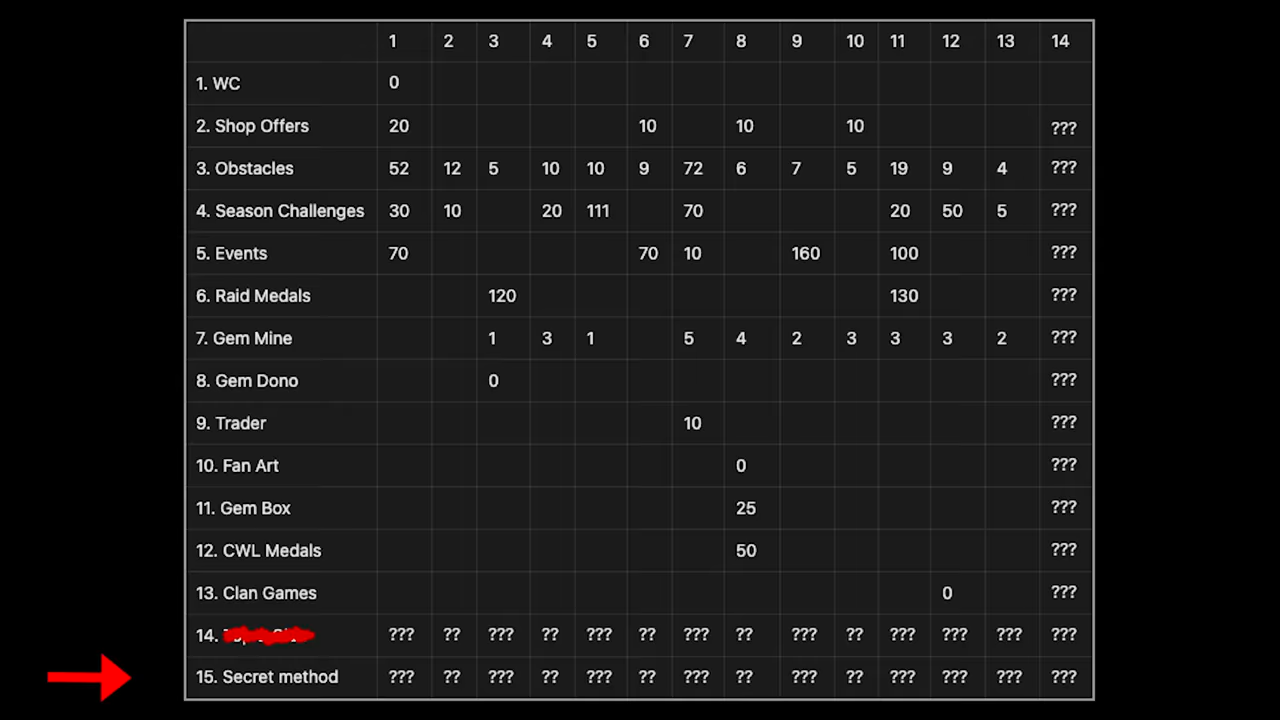 1 2 3 4 5 6 7 8 9 10 11 12 13 14
1. WC 0
2. Shop Offers 20 10 10 10 ???
3. Obstacles 52 12 5 10 10 9 72 6 7 5 19 9 4 ???
4. Season Challenges 30 10 20 111 70 20 50 5 ???
5. Events 70 70 10 160 100 ???
6. Raid Medals 120 130 ???
7. Gem Mine 1 3 1 5 4 2 3 3 3 2 ???
8. Gem Dono 0 ???
9. Trader 10 ???
10. Fan Art 0 ???
11. Gem Box 25 ???
12. CWL Medals 50 ???
13. Clan Games 0 ???
14. ??? ?? ??? ?? ??? ?? ??? ?? ??? ?? ??? ??? ??? ???
15. Secret method ??? ?? ??? ?? ??? ?? ??? ?? ??? ?? ??? ??? ??? ???